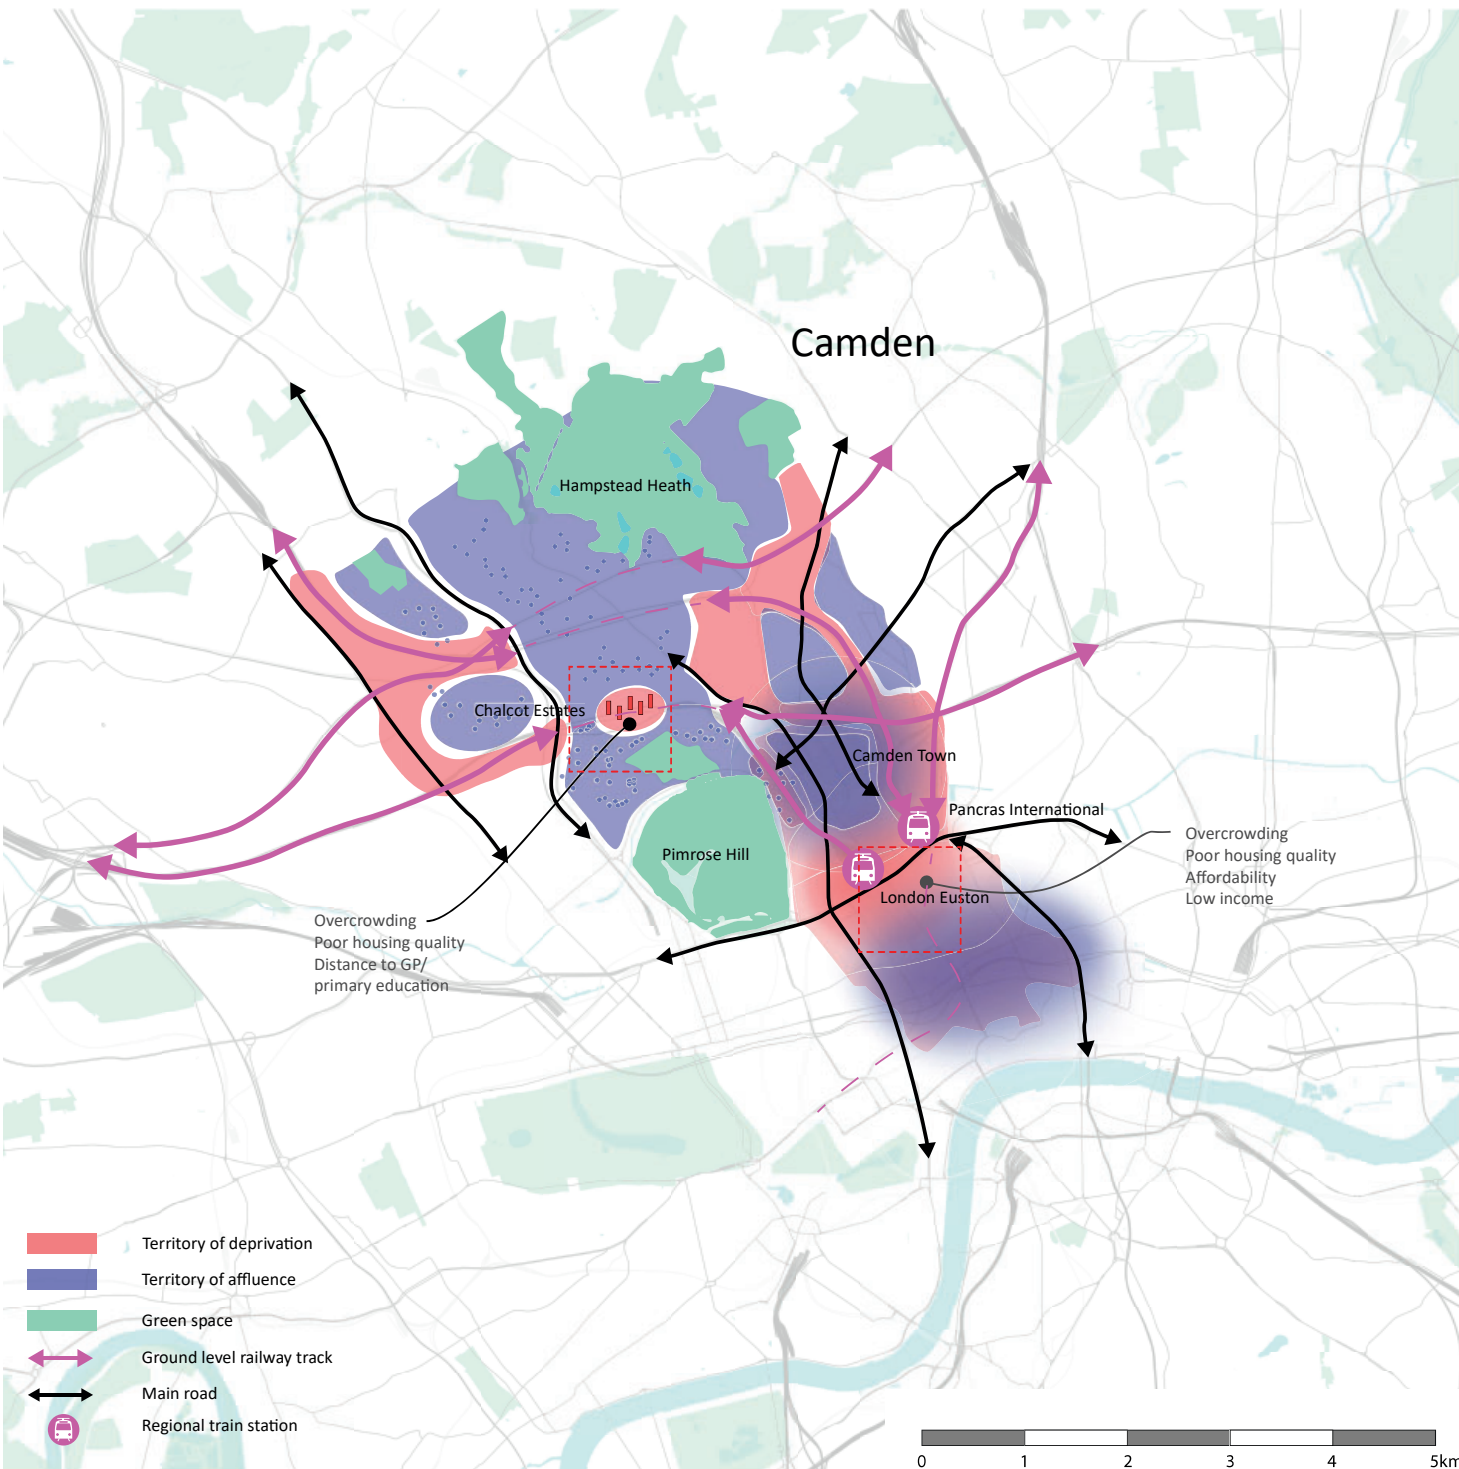 Camden
Hampstead Heath
Chalcot Estates
Camden Town
Pancras International
Pimrose Hill
London Euston
Overcrowding
Poor housing quality
Affordability
Low income
Overcrowding
Poor housing quality
Distance to GP/
primary education
Territory of deprivation
Territory of affluence
Green space
Ground level railway track
Main road
Regional train station
0 1 2 3 4 5km